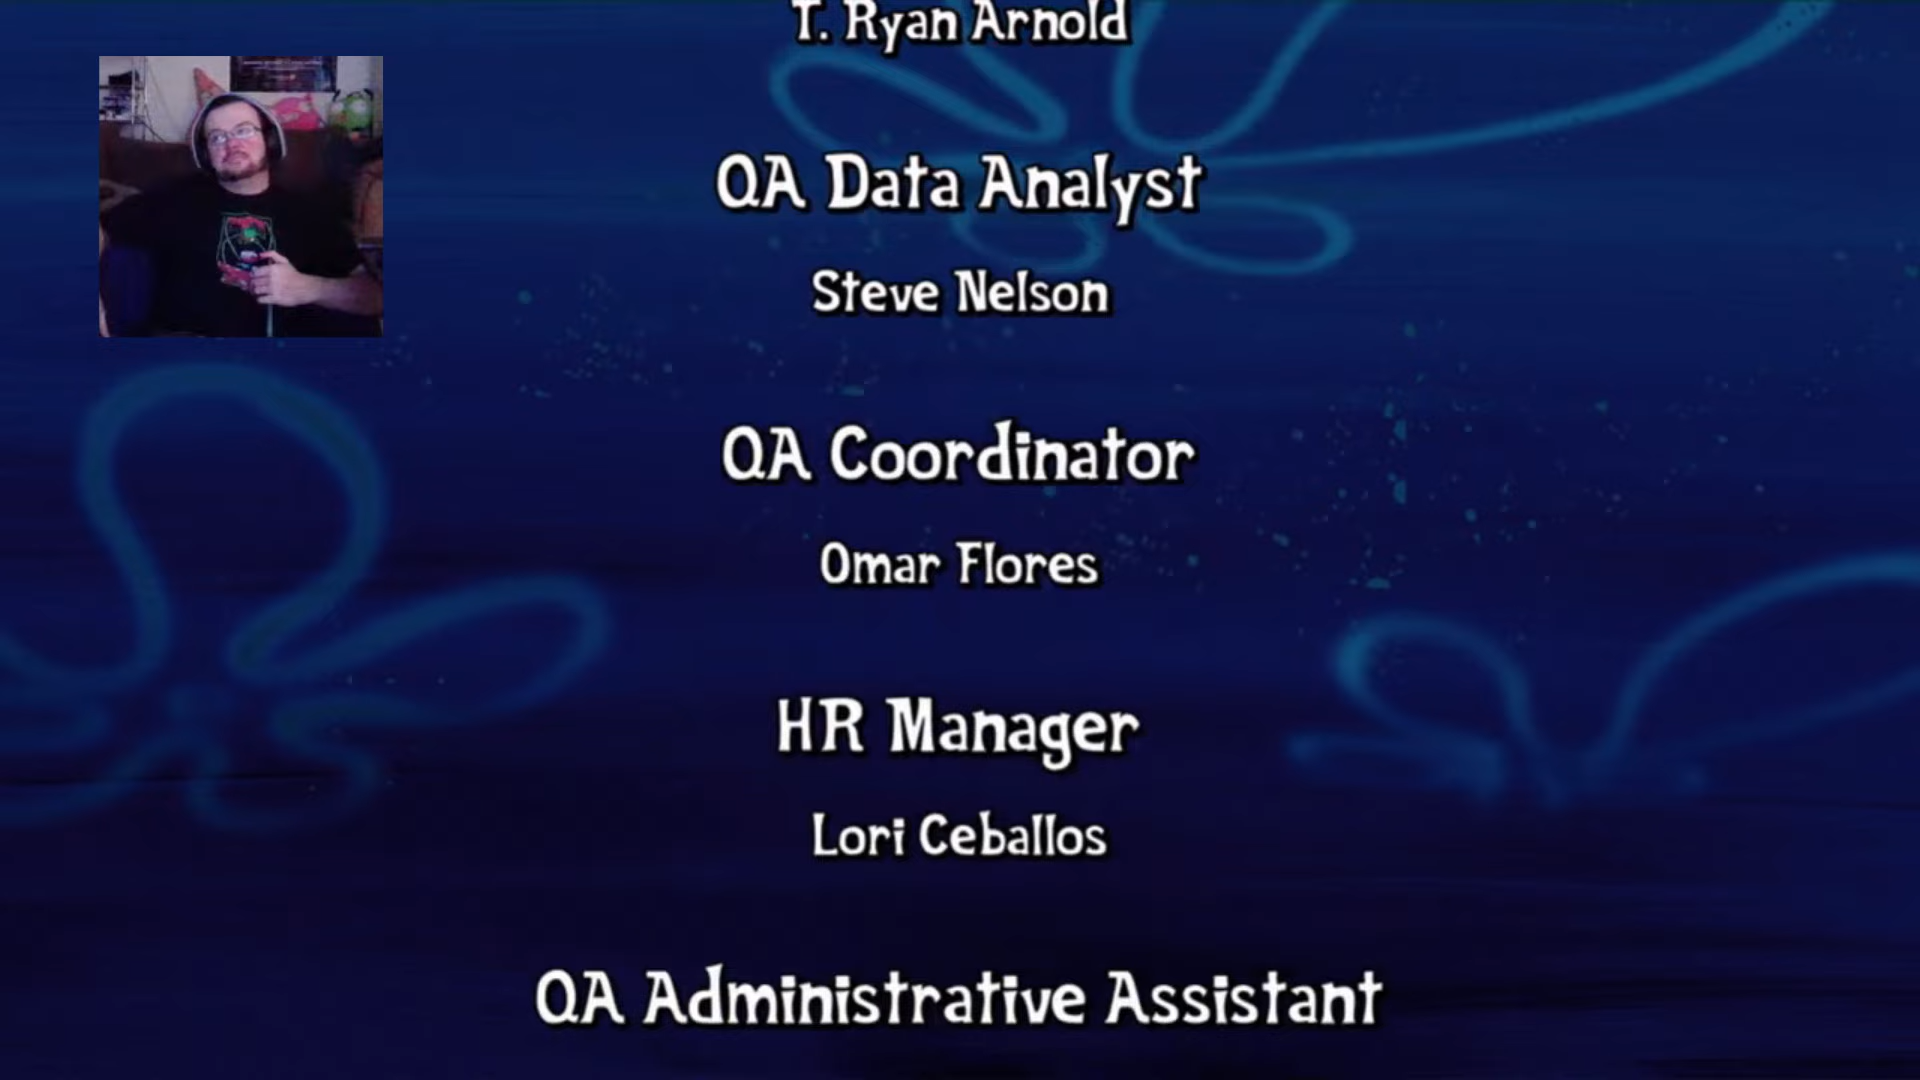 T. Ryan Arnold
QA Data Analyst
Steve Nelson
QA Coordinator
Omar Flores
HR Manager
Lori Ceballos
QA Administrative Assistant